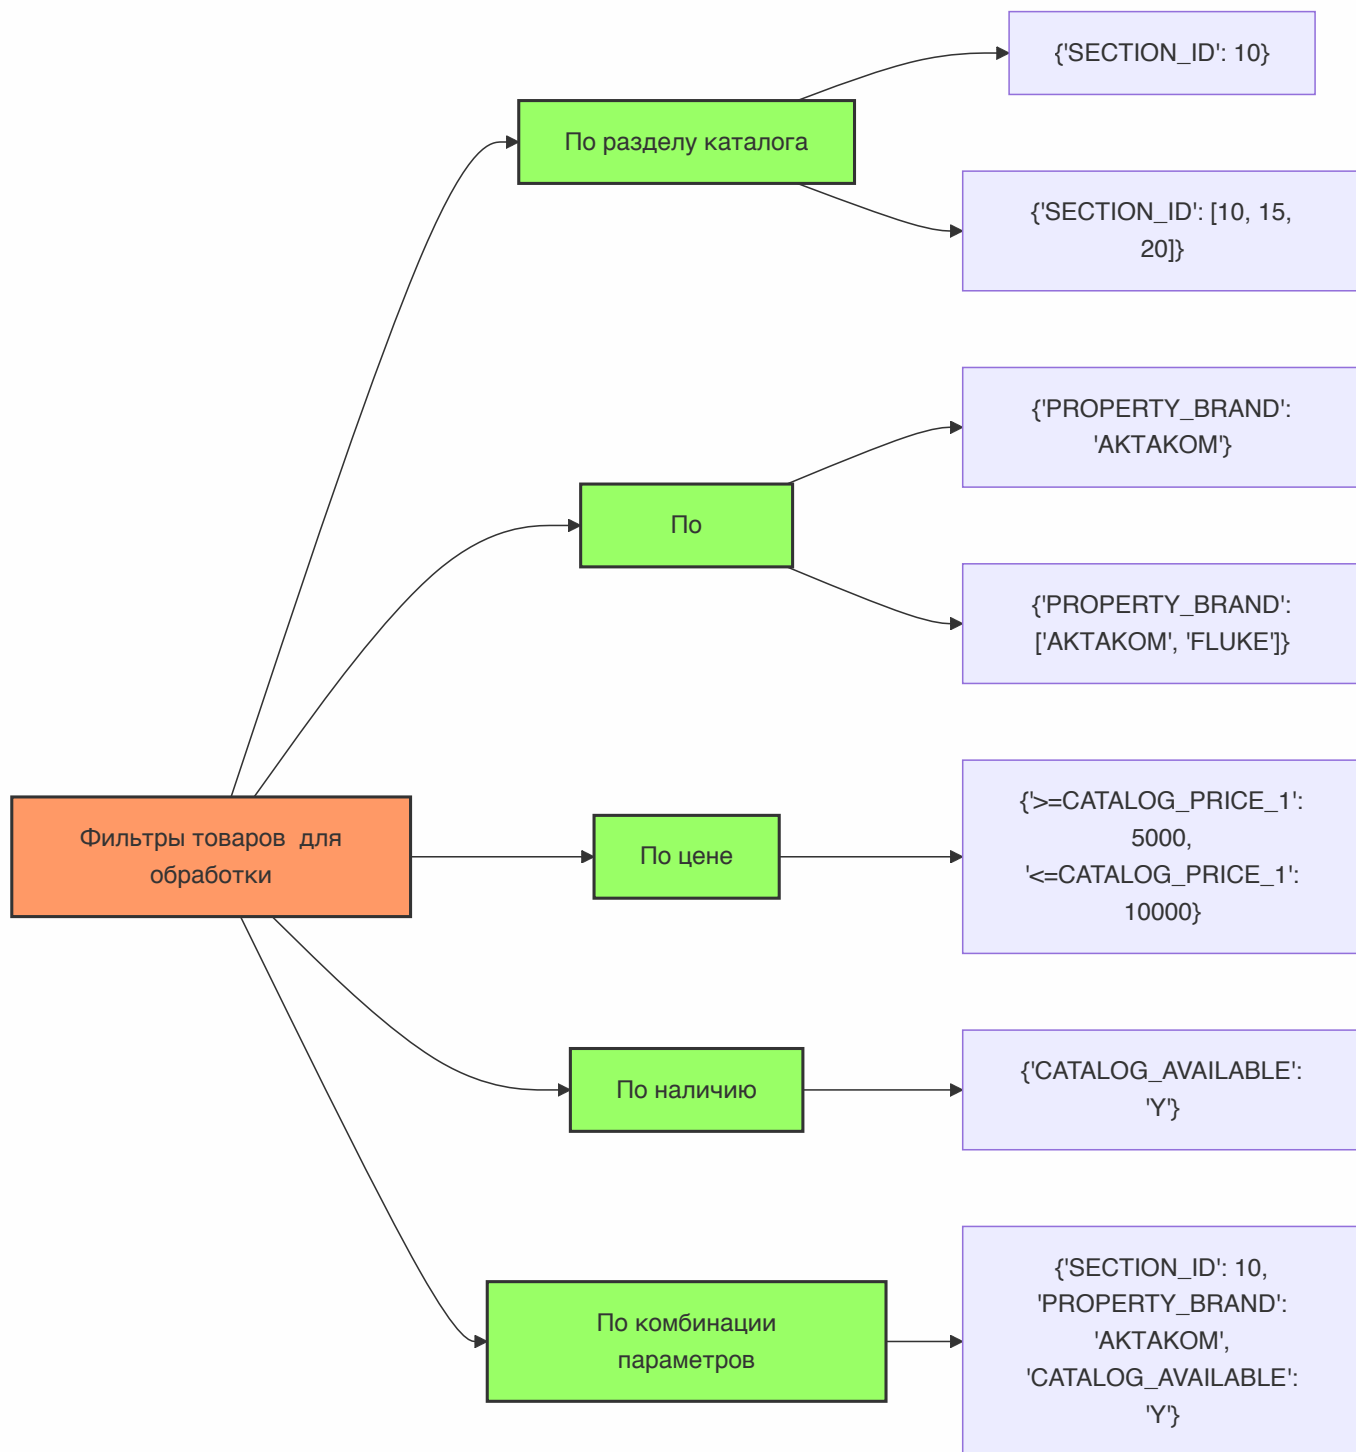 {'SECTION_ID': 10}
По разделу каталога
{'SECTION_ID': [10, 15,
20]}
{'PROPERTY_BRAND':
'AKTAKOM'}
По
{'PROPERTY_BRAND':
['AKTAKOM', 'FLUKE']}
Фильтры товаров  для
обработки
По цене
{'>=CATALOG_PRICE_1':
5000,
'<=CATALOG_PRICE_1':
10000}
По наличию
{'CATALOG_AVAILABLE':
'Y'}
По комбинации
параметров
{'SECTION_ID': 10,
'PROPERTY_BRAND':
'AKTAKOM',
'CATALOG_AVAILABLE':
'Y'}